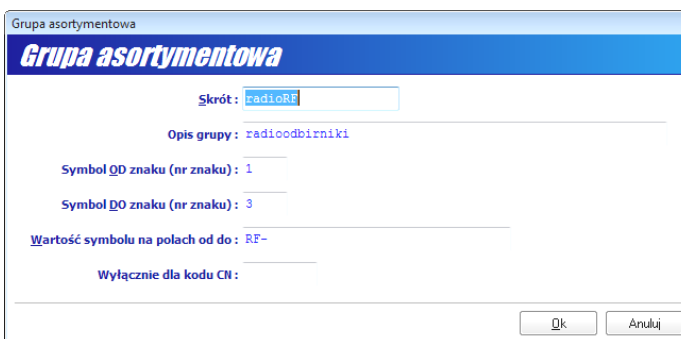 Grupa asortymentowa
Grupa asortymentowa
Skrót : radioRF
Opis grupy : radioodbirniki
Symbol OD znaku (nr znaku) : 1
Symbol DO znaku (nr znaku) : 3
Wartość symbolu na polach od do : RF-
Wyłącznie dla kodu CN :
Ok Anuluj